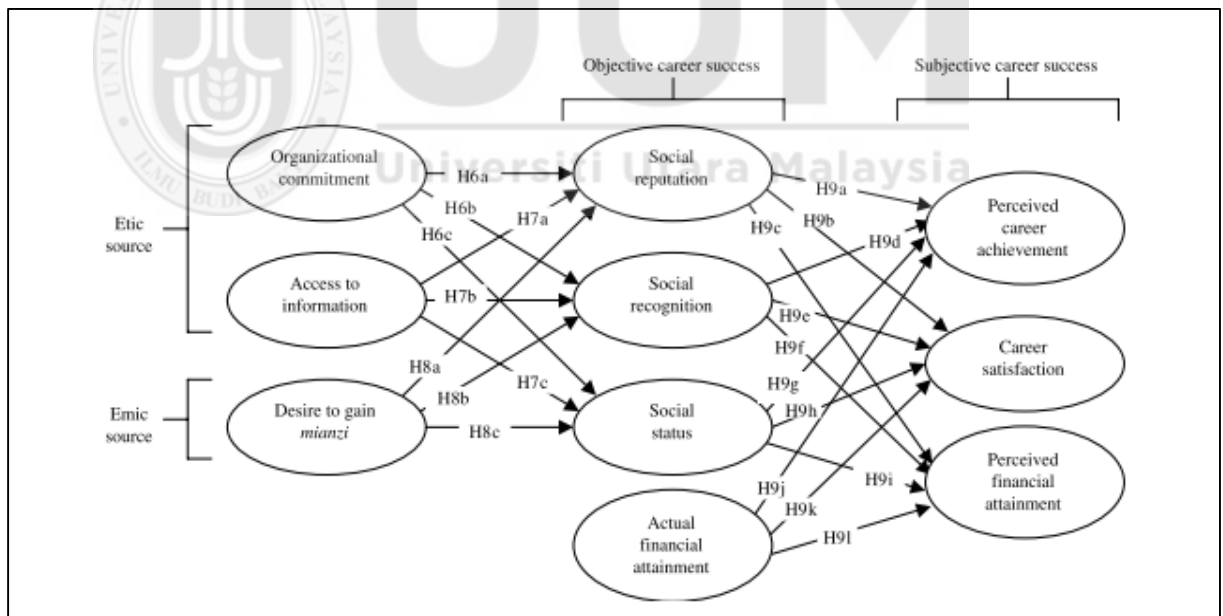 UUM
Universiti Utara Malaysia
Objective career success
Subjective career success
Etic
source
Emic
source
Organizational
commitment
Access to
information
Desire to gain
mianzi
H6a
H6b
H6c
H7a
H7b
H7c
H8a
H8b
H8c
Social
reputation
Social
recognition
Social
status
Actual
financial
attainment
H9a
H9b
H9c
H9d
H9e
H9f
H9g
H9h
H9i
H9j
H9k
H9l
Perceived
career
achievement
Career
satisfaction
Perceived
financial
attainment